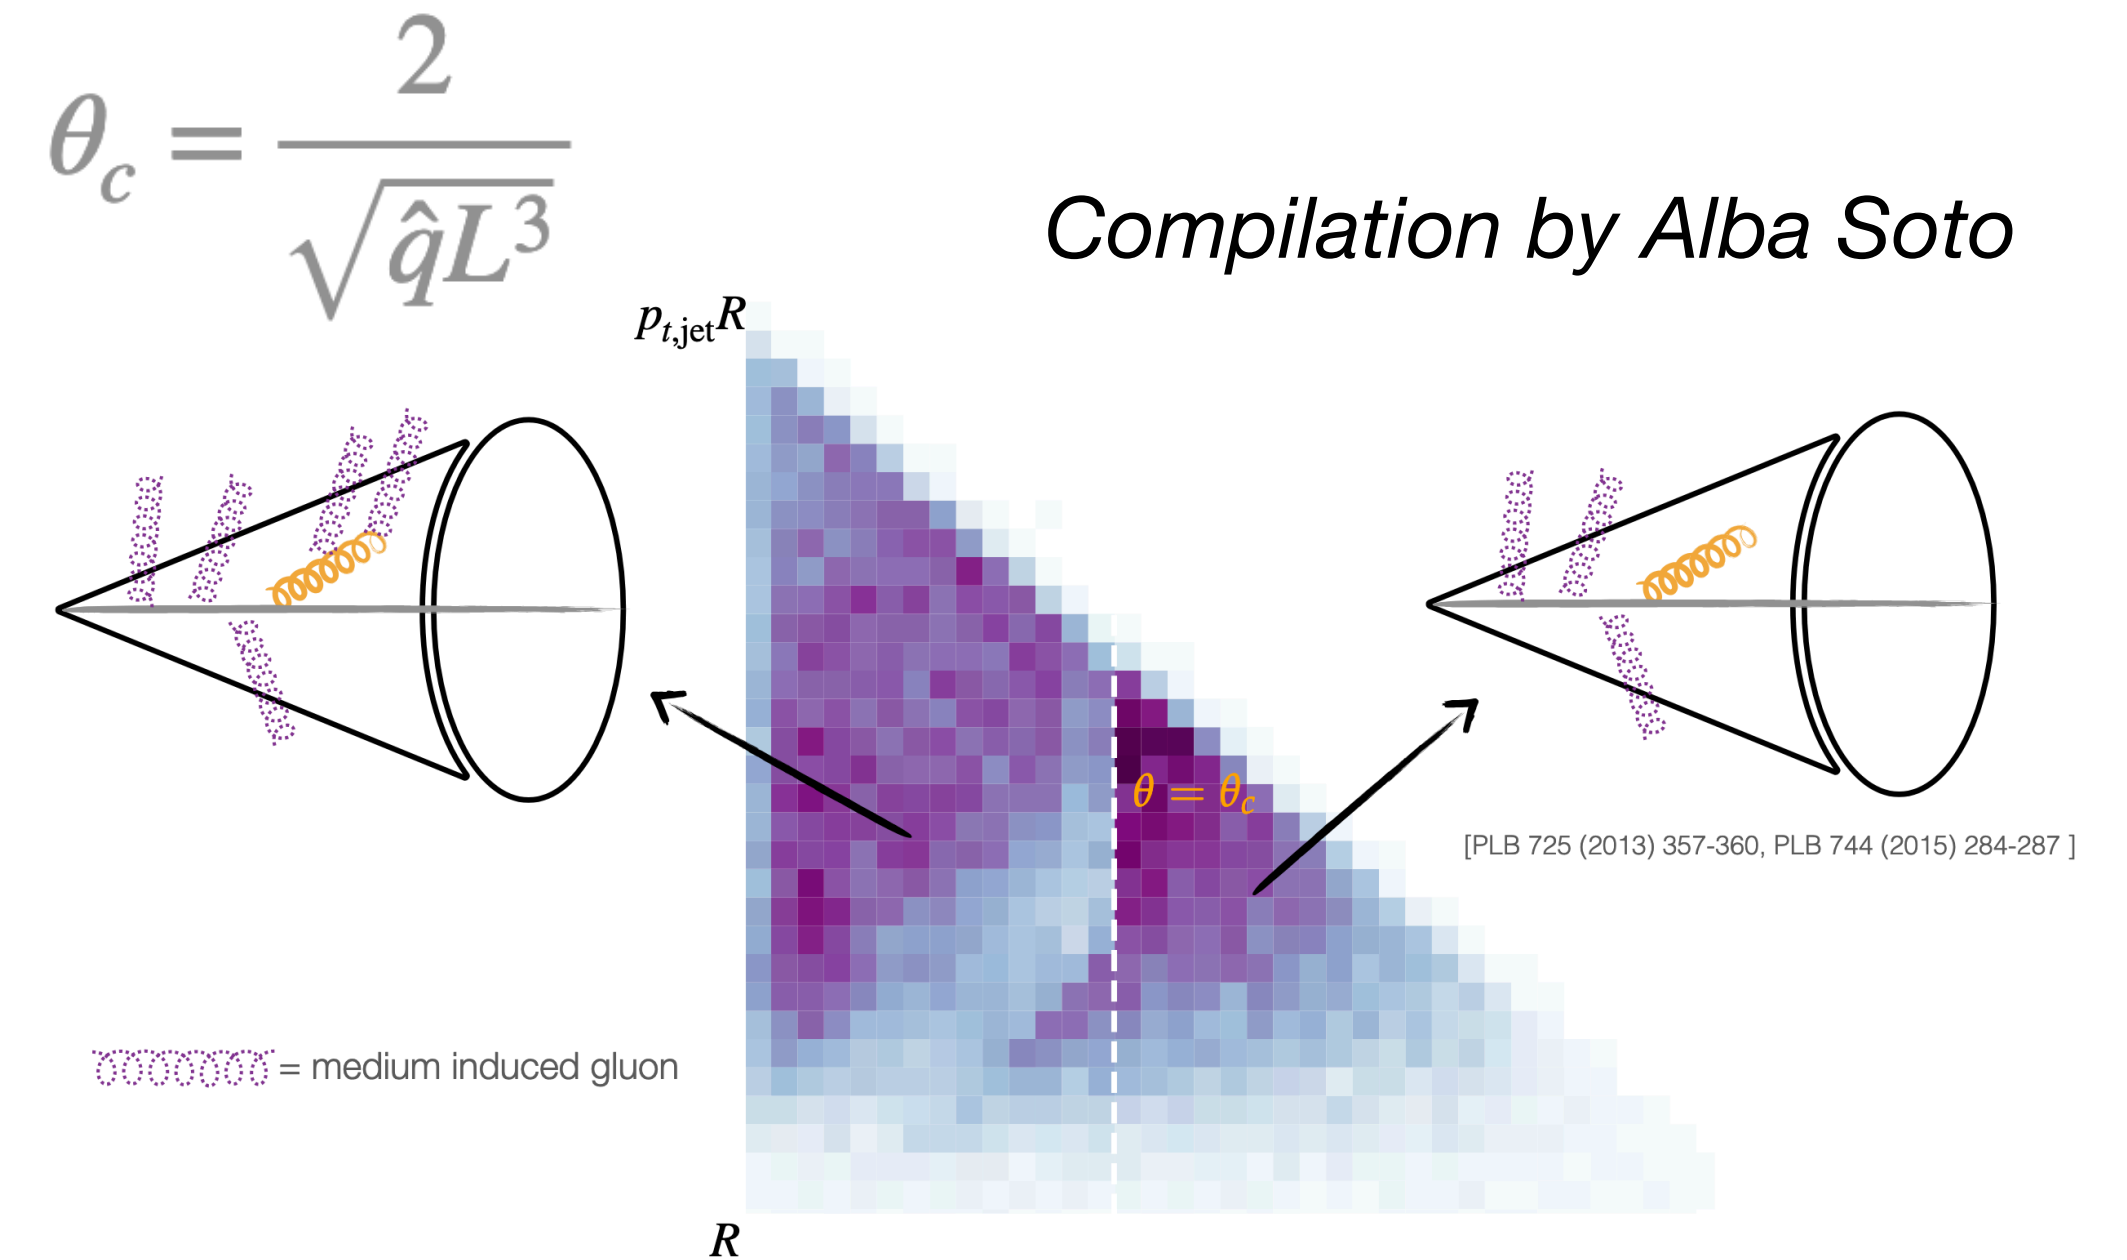 θc = 2 / √(q̂L³)
Compilation by Alba Soto
pt,jetR
θ = θc
[PLB 725 (2013) 357-360, PLB 744 (2015) 284-287 ]
= medium induced gluon
R